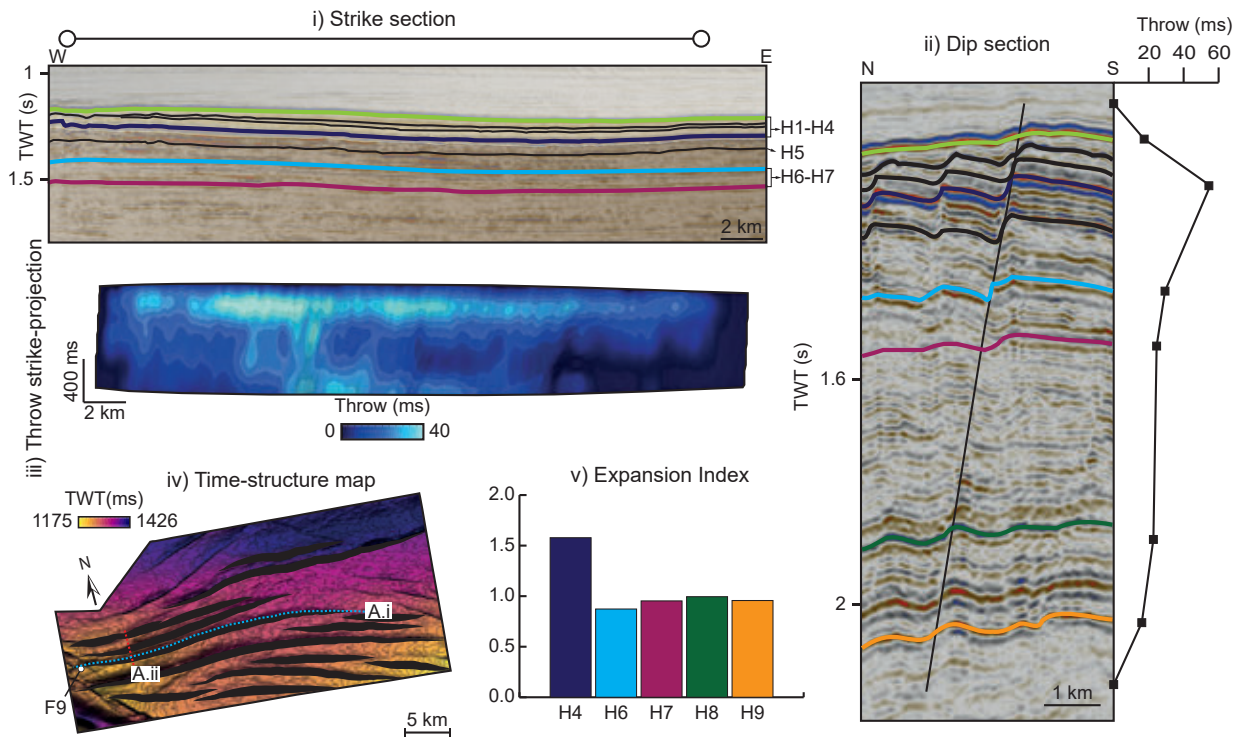 i) Strike section
W
E
1
1.5
TWT (s)
H1-H4
H5
H6-H7
2 km
iii) Throw strike-projection
400 ms
2 km
Throw (ms)
0
40
iv) Time-structure map
TWT(ms)
1175
1426
N
A.i
A.ii
F9
5 km
v) Expansion Index
2.0
1.5
1.0
0.5
0.0
H4
H6
H7
H8
H9
ii) Dip section
N
S
Throw (ms)
20
40
60
TWT (s)
1.6
2
1 km